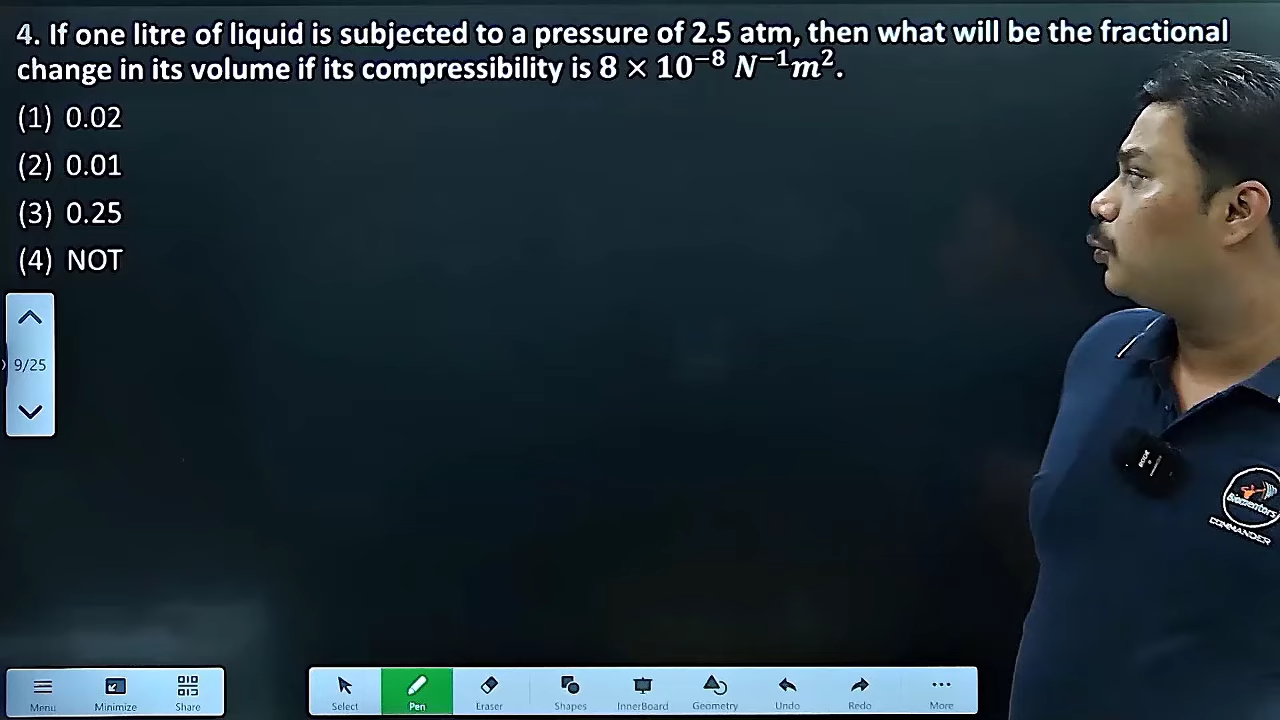 4. If one litre of liquid is subjected to a pressure of 2.5 atm, then what will be the fractional
change in its volume if its compressibility is 8 × 10⁻⁸ N⁻¹m².
(1) 0.02
(2) 0.01
(3) 0.25
(4) NOT
9/25
Menu
Minimize
Share
Select
Pen
Eraser
Shapes
InnerBoard
Geometry
Undo
Redo
More
COMMANDER